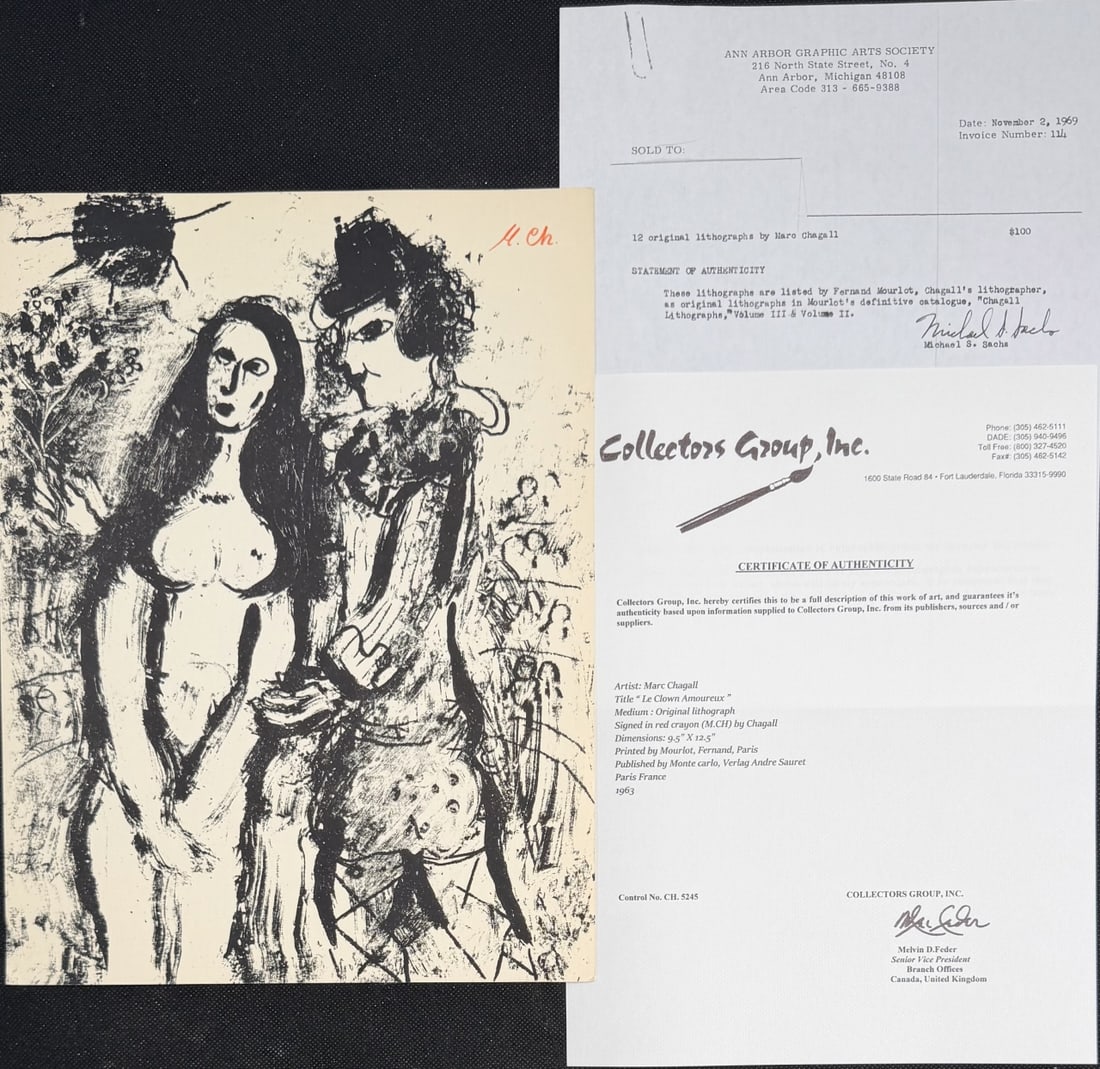 M. Ch.
ANN ARBOR GRAPHIC ARTS SOCIETY
216 North State Street, No. 4
Ann Arbor, Michigan 48108
Area Code 313 - 665-9388
Date: November 2, 1969
Invoice Number: 114
SOLD TO:
12 original lithographs by Marc Chagall
$100
STATEMENT OF AUTHENTICITY
These lithographs are listed by Fernand Mourlot, Chagall's lithographer,
as original lithographs in Mourlot's definitive catalogue, "Chagall
Lithographs," Volume III & Volume II.
Michael S. Sachs
Michael S. Sachs
Collectors Group, Inc.
Phone: (305) 462-5111
DADE: (305) 940-9496
Toll Free: (800) 327-4520
Fax#: (305) 462-5142
1600 State Road 84 • Fort Lauderdale, Florida 33315-9990
CERTIFICATE OF AUTHENTICITY
Collectors Group, Inc. hereby certifies this to be a full description of this work of art, and guarantees it's
authenticity based upon information supplied to Collectors Group, Inc. from its publishers, sources and / or
suppliers.
Artist: Marc Chagall
Title " Le Clown Amoureux "
Medium : Original lithograph
Signed in red crayon (M.CH) by Chagall
Dimensions: 9.5" X 12.5"
Printed by Mourlot, Fernand, Paris
Published by Monte carlo, Verlag Andre Sauret
Paris France
1963
Control No. CH. 5245
COLLECTORS GROUP, INC.
Melvin D.Feder
Senior Vice President
Branch Offices
Canada, United Kingdom